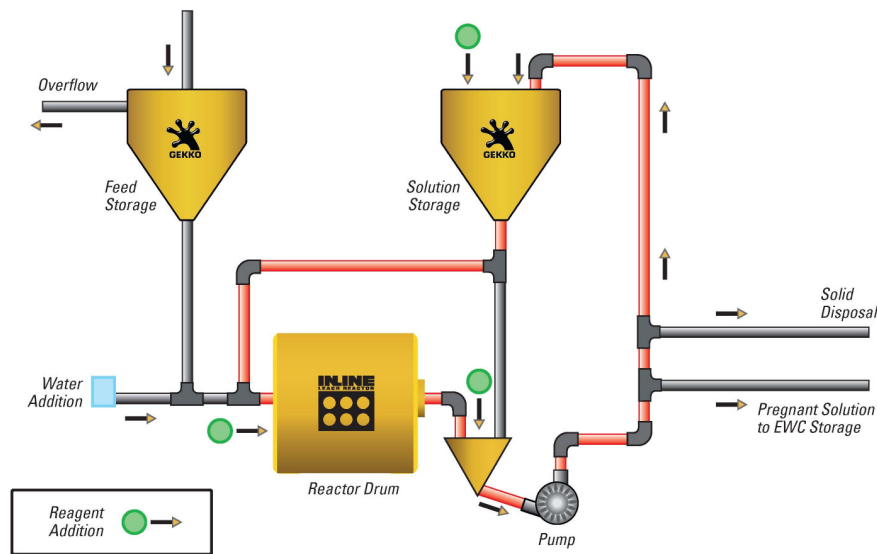 Overflow
GEKKO
Feed
Storage
GEKKO
Solution
Storage
Solid
Disposal
INLINE
LEACH REACTOR
Water
Addition
Pregnant Solution
to EWC Storage
Reactor Drum
Reagent
Addition
Pump